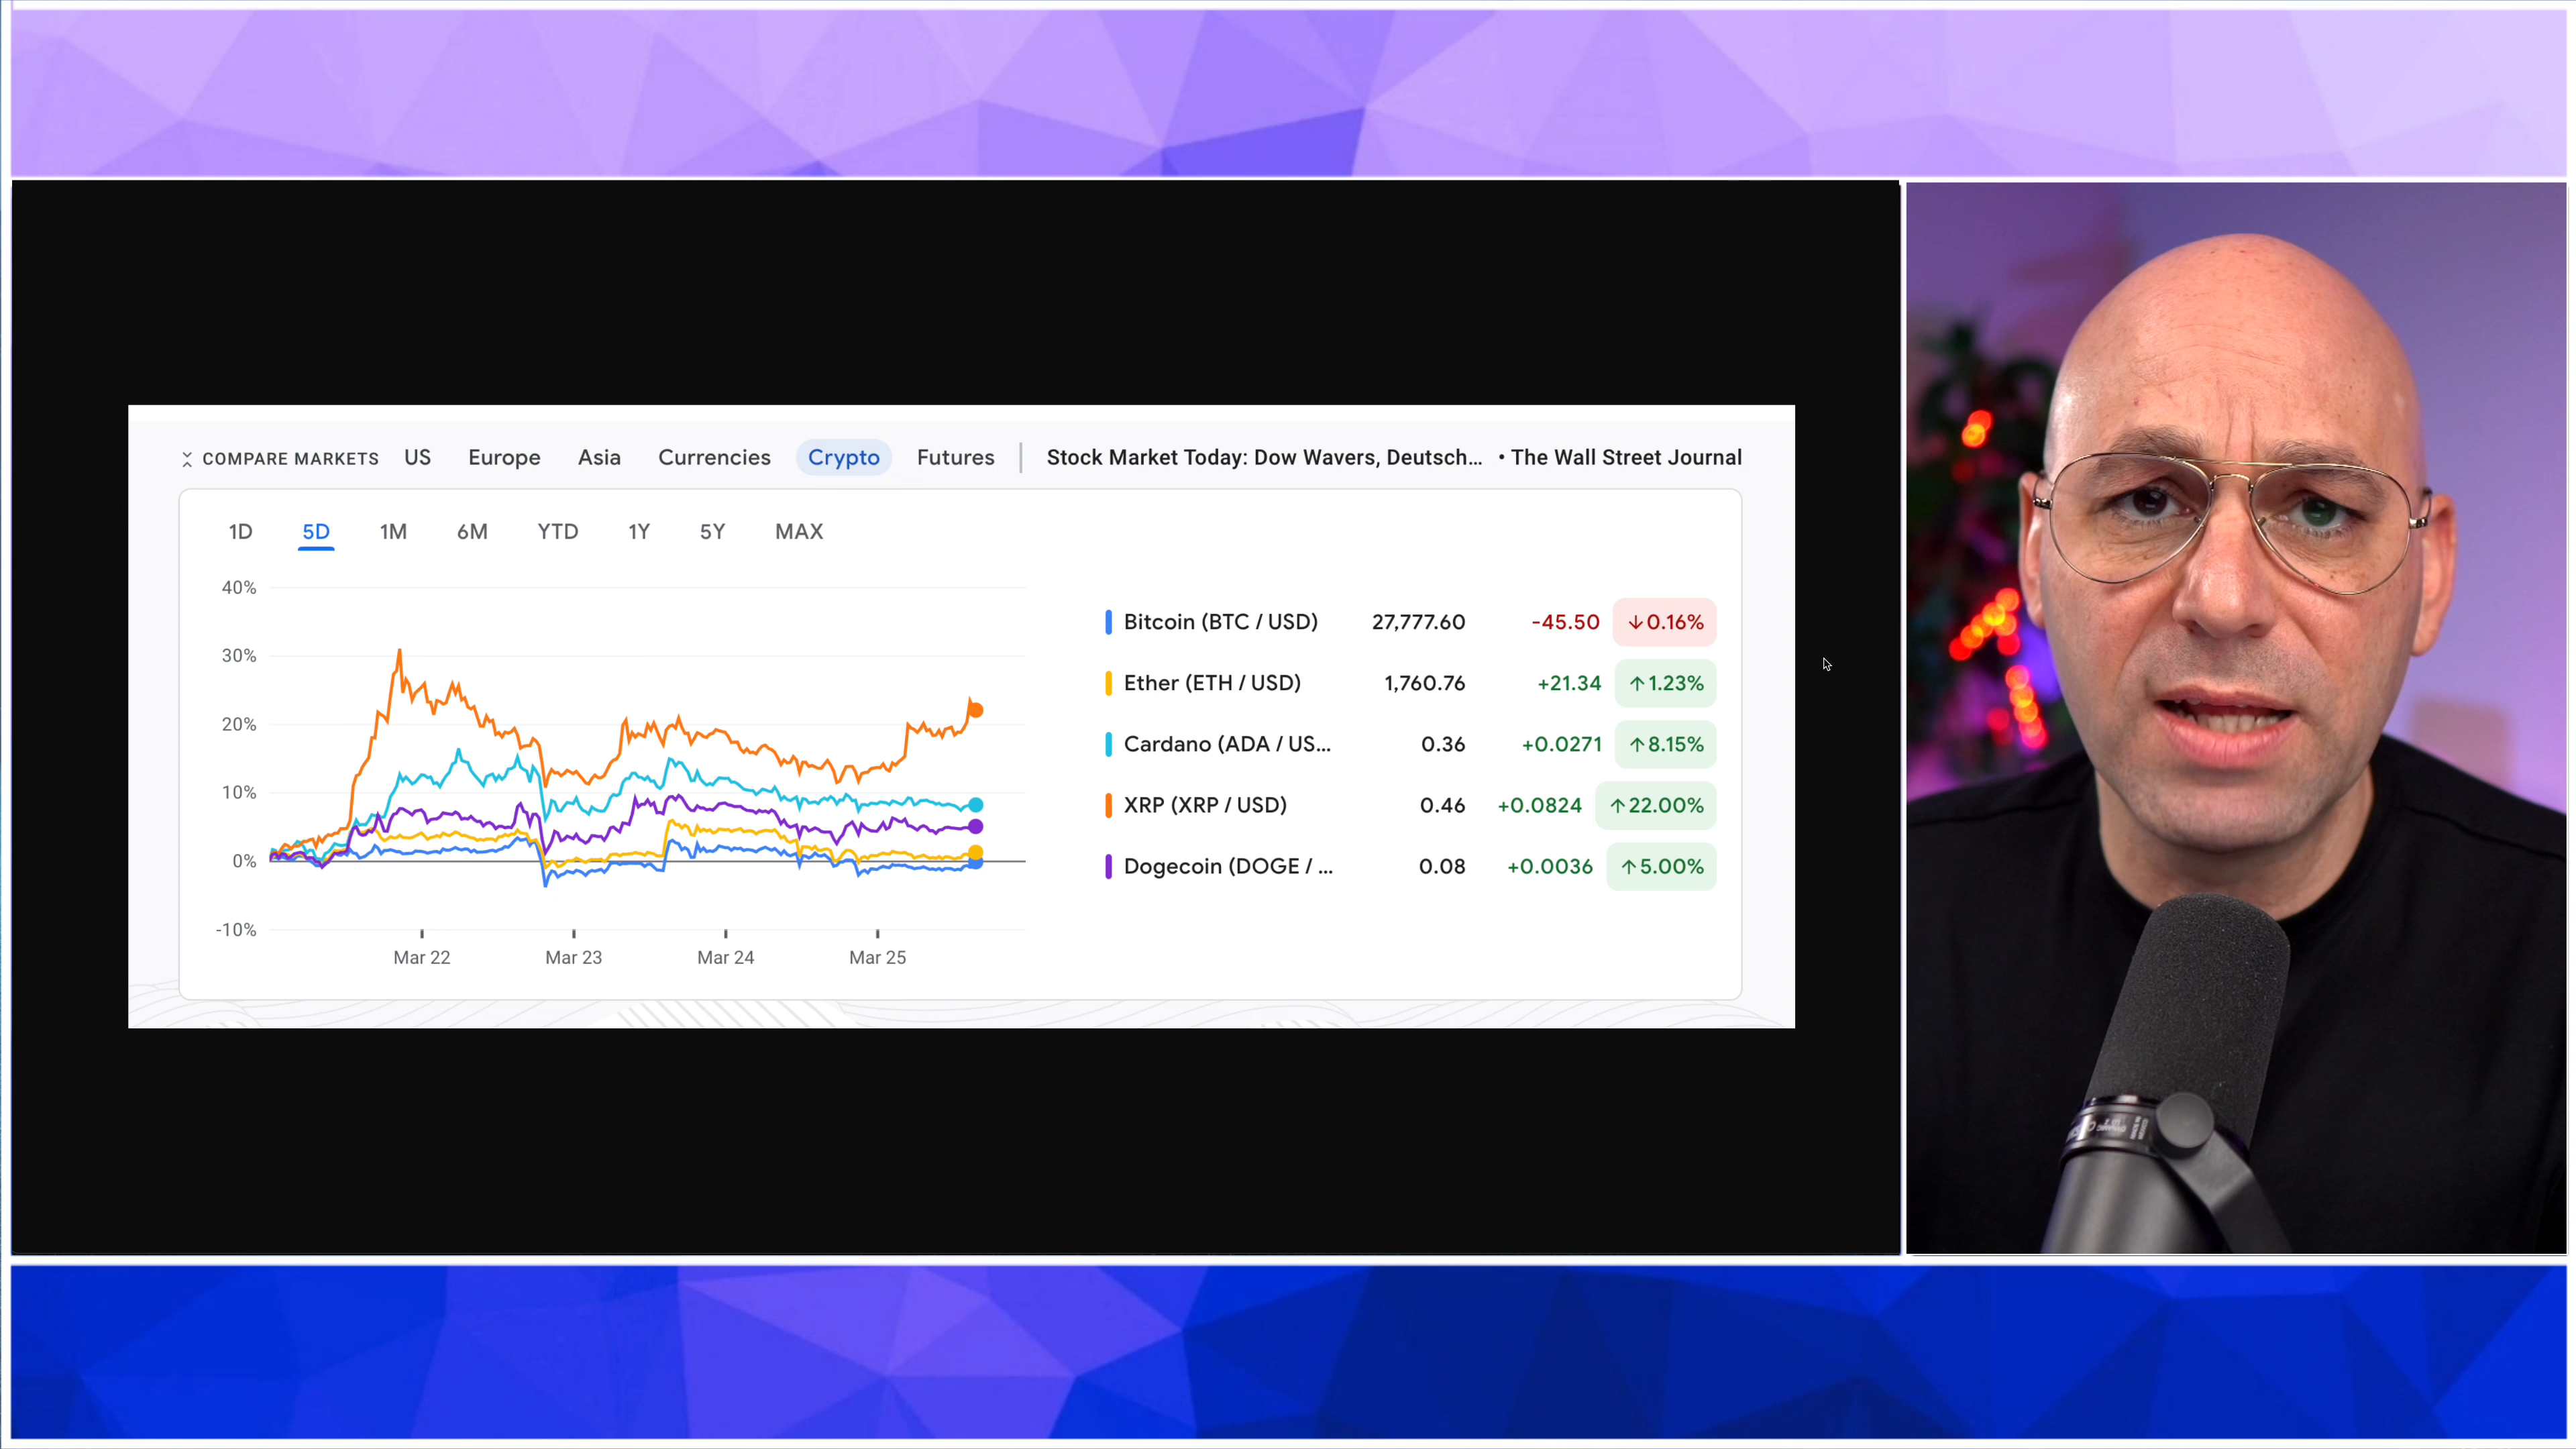 COMPARE MARKETS US Europe Asia Currencies Crypto Futures Stock Market Today: Dow Wavers, Deutsch... • The Wall Street Journal
1D 5D 1M 6M YTD 1Y 5Y MAX
40%
30%
20%
10%
0%
-10%
Mar 22 Mar 23 Mar 24 Mar 25
Bitcoin (BTC / USD) 27,777.60 -45.50 ↓0.16%
Ether (ETH / USD) 1,760.76 +21.34 ↑1.23%
Cardano (ADA / US... 0.36 +0.0271 ↑8.15%
XRP (XRP / USD) 0.46 +0.0824 ↑22.00%
Dogecoin (DOGE / ... 0.08 +0.0036 ↑5.00%